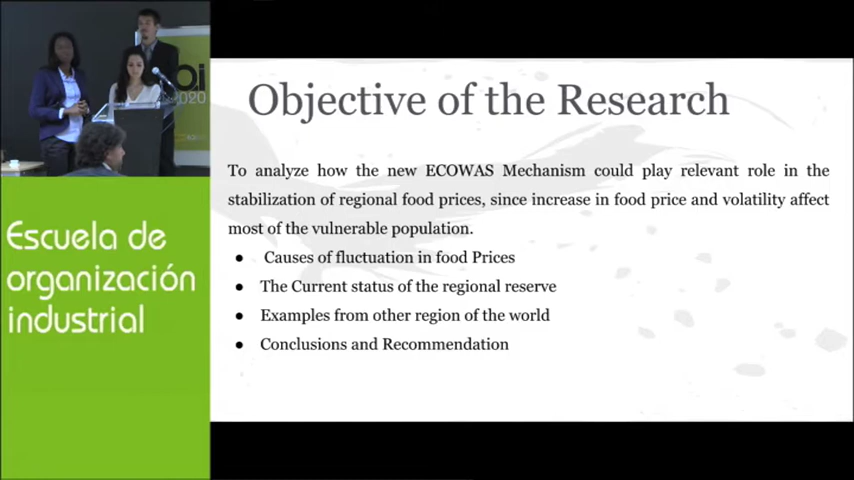 Objective of the Research
To analyze how the new ECOWAS Mechanism could play relevant role in the
stabilization of regional food prices, since increase in food price and volatility affect
most of the vulnerable population.
● Causes of fluctuation in food Prices
● The Current status of the regional reserve
● Examples from other region of the world
● Conclusions and Recommendation
Escuela de
organización
industrial
oi
2020